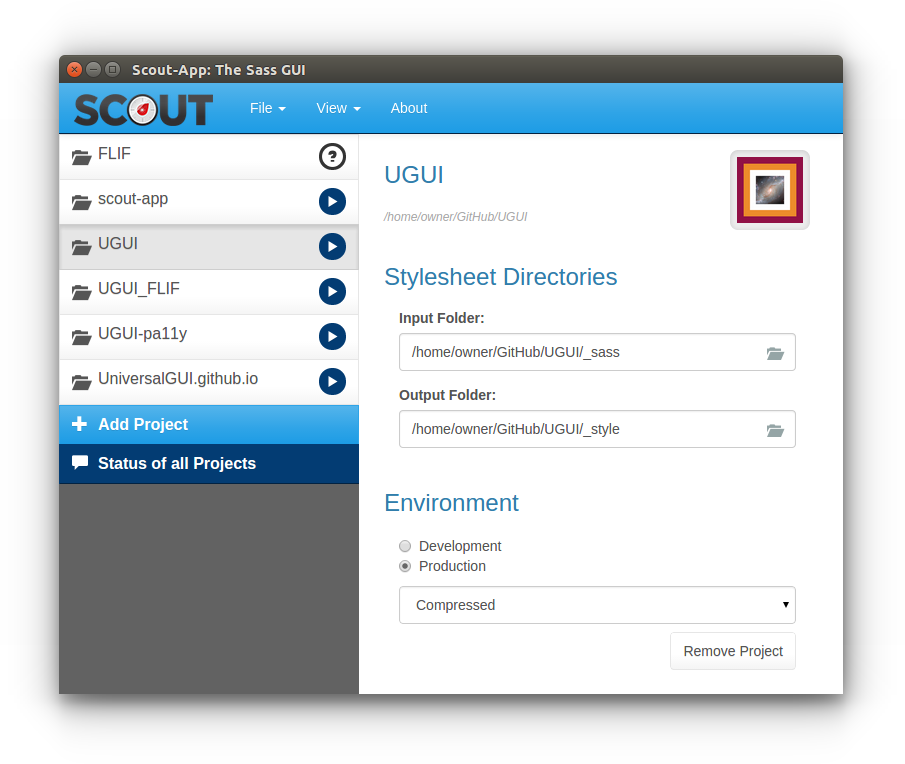 Scout-App: The Sass GUI
SCOUT File View About
FLIF ?
scout-app
UGUI
UGUI_FLIF
UGUI-pa11y
UniversalGUI.github.io
Add Project
Status of all Projects
UGUI
/home/owner/GitHub/UGUI
Stylesheet Directories
Input Folder:
/home/owner/GitHub/UGUI/_sass
Output Folder:
/home/owner/GitHub/UGUI/_style
Environment
Development
Production
Compressed
Remove Project